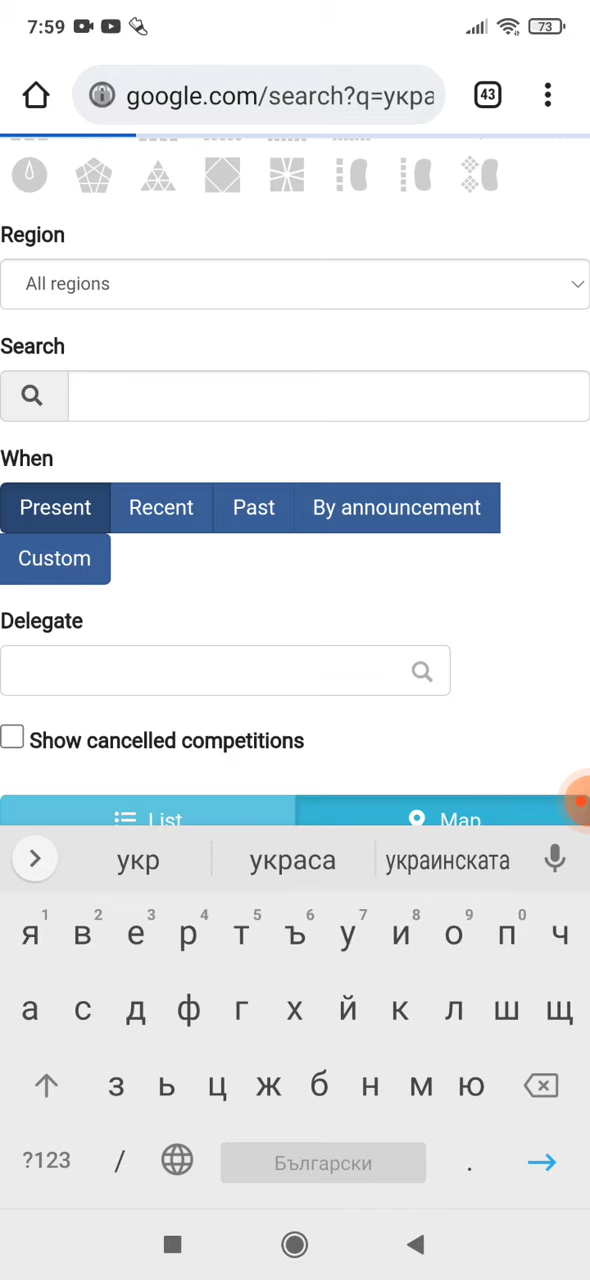 7:59 73
google.com/search?q=укра 43
Region
All regions
Search
When
Present Recent Past By announcement
Custom
Delegate
Show cancelled competitions
List Map
укр украса украинската
1 2 3 4 5 6 7 8 9 0
я в е р т ъ у и о п ч
а с д ф г х й к л ш щ
з ь ц ж б н м ю
?123 / Български .